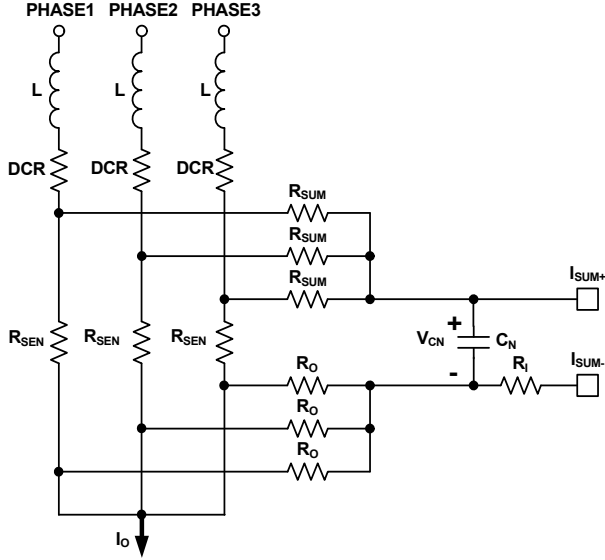 PHASE1 PHASE2 PHASE3
L L L
DCR DCR DCR
RSUM
RSUM
RSUM
ISUM+
RSEN RSEN RSEN
+
VCN CN
-
RO
RI
ISUM-
RO
RO
IO